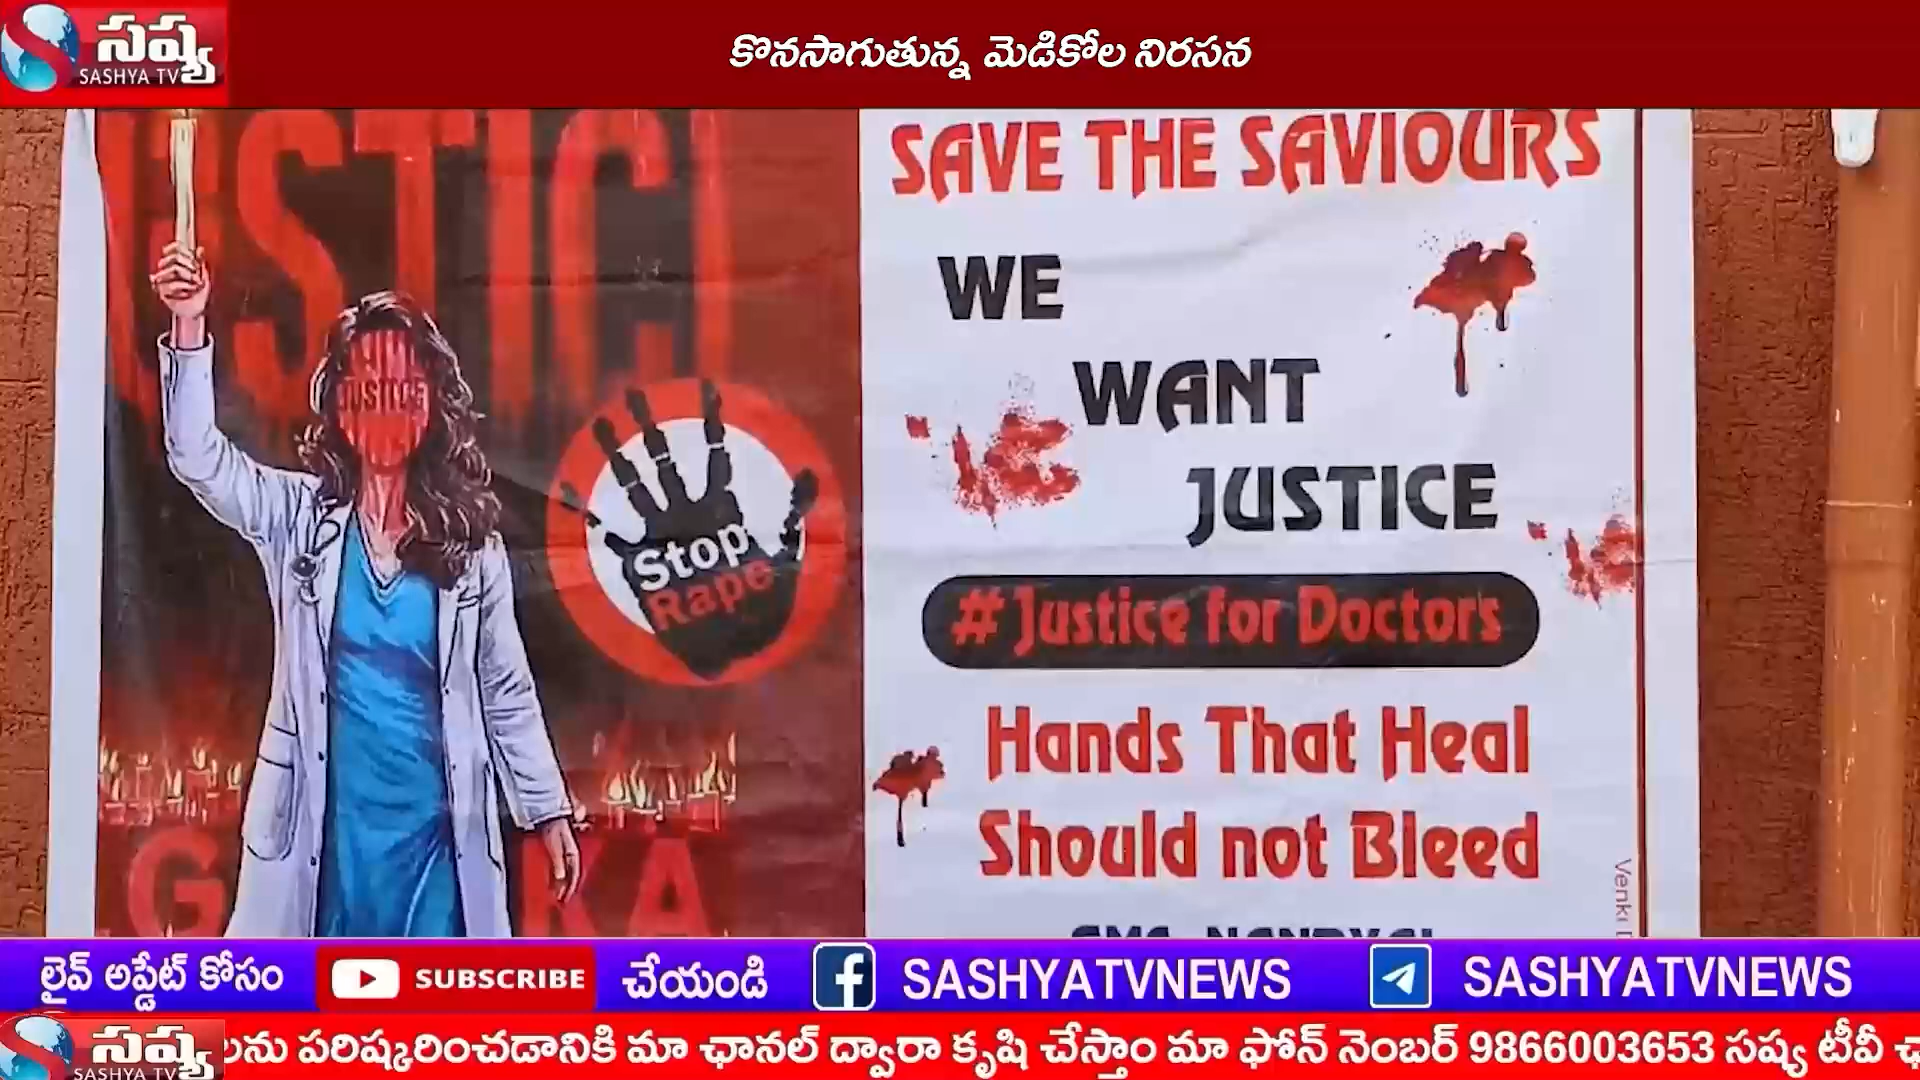 సష్య
SASHYA TV
కొనసాగుతున్న మెడికోల నిరసన
JUSTICE
Stop
Rape
SAVE THE SAVIOURS
WE
WANT
JUSTICE
# Justice for Doctors
Hands That Heal
Should not Bleed
Venki
లైవ్ అప్డేట్ కోసం
SUBSCRIBE
చేయండి
SASHYATVNEWS
SASHYATVNEWS
సష్య
SASHYA TV
లను పరిష్కరించడానికి మా ఛానల్ ద్వారా కృషి చేస్తాం మా ఫోన్ నెంబర్ 9866003653 సష్య టీవీ